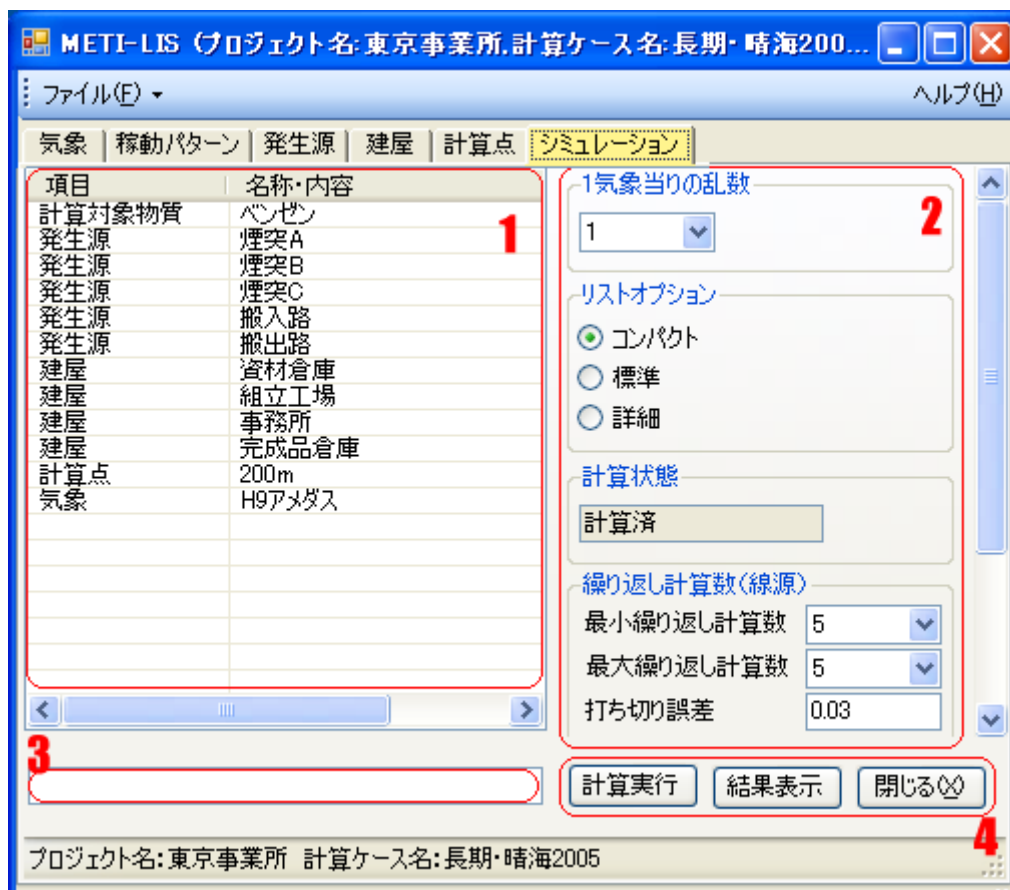 METI-LIS (プロジェクト名:東京事業所,計算ケース名:長期・晴海200...
ファイル(F) ヘルプ(H)
気象 稼動パターン 発生源 建屋 計算点 シミュレーション
項目 名称・内容
計算対象物質 ベンゼン
発生源 煙突A
発生源 煙突B
発生源 煙突C
発生源 搬入路
発生源 搬出路
建屋 資材倉庫
建屋 組立工場
建屋 事務所
建屋 完成品倉庫
計算点 200m
気象 H9アメダス
1
1気象当りの乱数
2
1
リストオプション
コンパクト
標準
詳細
計算状態
計算済
繰り返し計算数(線源)
最小繰り返し計算数 5
最大繰り返し計算数 5
打ち切り誤差 0.03
3
計算実行 結果表示 閉じる(X)
4
プロジェクト名:東京事業所 計算ケース名:長期・晴海2005